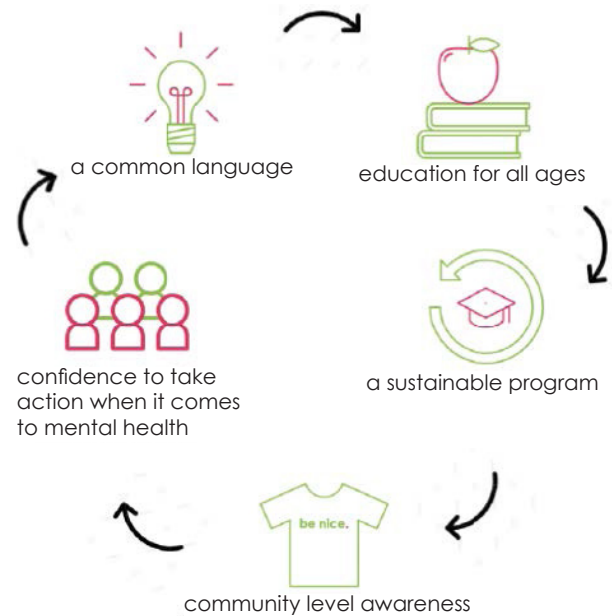 a common language
education for all ages
a sustainable program
be nice.
community level awareness
confidence to take
action when it comes
to mental health